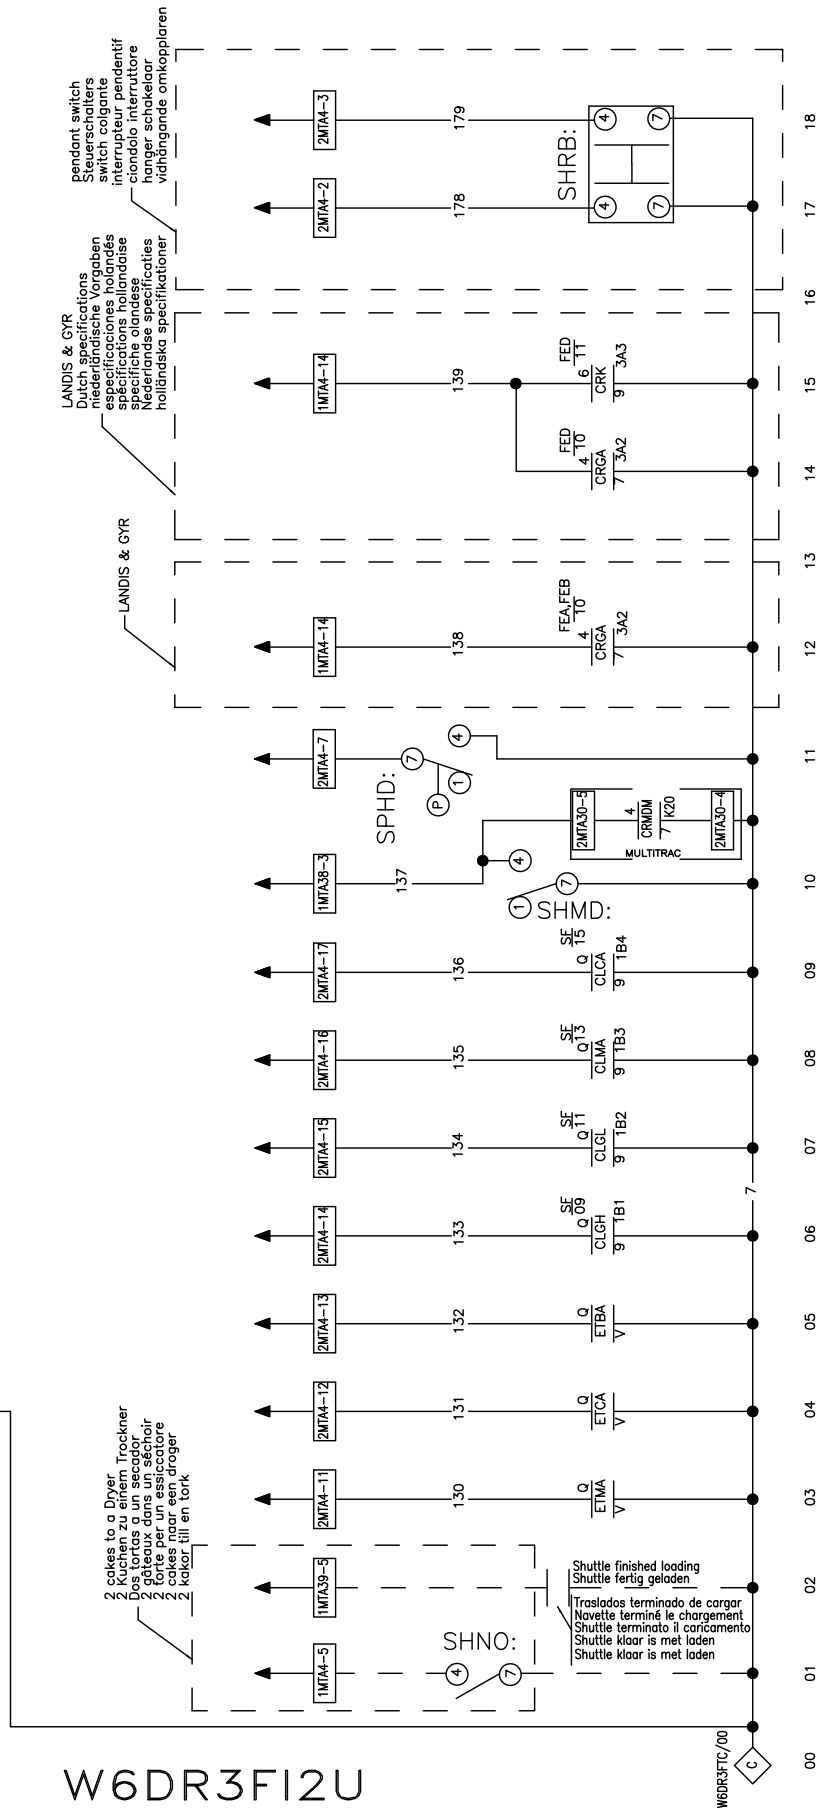 W6DR3FI2U
00
01
02
03
04
05
06
07
08
09
10
11
12
13
14
15
16
17
18
W6DR3FTC/00
C
7
2 cakes to a Dryer
2 Kuchen zu einem Trockner
Dos tortas a un secador
2 gâteaux dans un séchoir
2 torte per un essiccatore
2 cakes naar een droger
2 kakor till en tork
1MTA4-5
SHNO:
4
7
1MTA39-5
Shuttle finished loading
Shuttle fertig geladen
Traslados terminado de cargar
Navette terminé le chargement
Shuttle terminato il caricamento
Shuttle klaar is met laden
Shuttle klaar is met laden
2MTA4-11
130
Q
ETMA
V
2MTA4-12
131
Q
ETCA
V
2MTA4-13
132
Q
ETBA
V
2MTA4-14
133
SF
Q 09
CLGH
9 1B1
2MTA4-15
134
SF
Q 11
CLGL
9 1B2
2MTA4-16
135
SF
Q 13
CLMA
9 1B3
2MTA4-17
136
SF
Q 15
CLCA
9 1B4
1MTA38-3
137
4
1
7
SHMD:
2MTA30-5
4
CRMDM
7 K20
2MTA30-4
MULTITRAC
2MTA4-7
SPHD:
7
4
1
P
LANDIS & GYR
1MTA4-14
138
FEA,FEB
4 10
CRGA
7 3A2
LANDIS & GYR
Dutch specifications
niederländische Vorgaben
especificaciones holandés
spécifications hollandaise
specifiche olandese
Nederlandse specificaties
holländska specifikationer
1MTA4-14
139
FED
4 10
CRGA
7 3A2
FED
6 11
CRK
9 3A3
pendant switch
Steuerschalters
switch colgante
interrupteur pendentif
ciondolo interruttore
hanger schakelaar
vidhängande omkopplaren
2MTA4-2
178
2MTA4-3
179
SHRB:
4
7
4
7